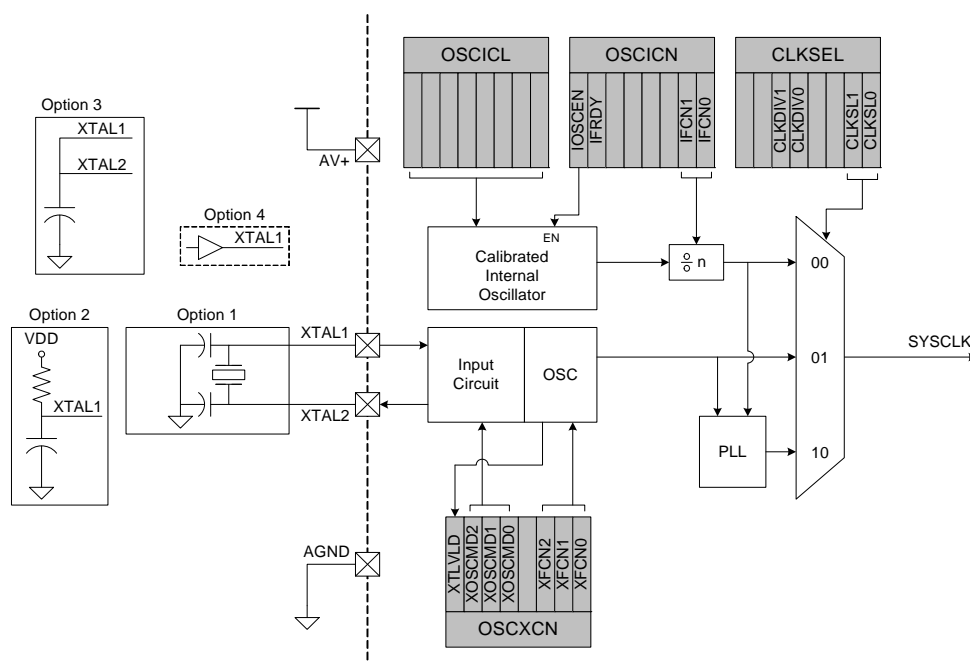 OSCICL
OSCICN
IOSCEN
IFRDY
IFCN1
IFCN0
CLKSEL
CLKDIV1
CLKDIV0
CLKSL1
CLKSL0
Option 3
XTAL1
XTAL2
AV+
Option 4
XTAL1
EN
Calibrated
Internal
Oscillator
÷ n
00
Option 2
VDD
XTAL1
Option 1
XTAL1
XTAL2
Input
Circuit
OSC
01
SYSCLK
PLL
10
AGND
XTLVLD
XOSCMD2
XOSCMD1
XOSCMD0
XFCN2
XFCN1
XFCN0
OSCXCN